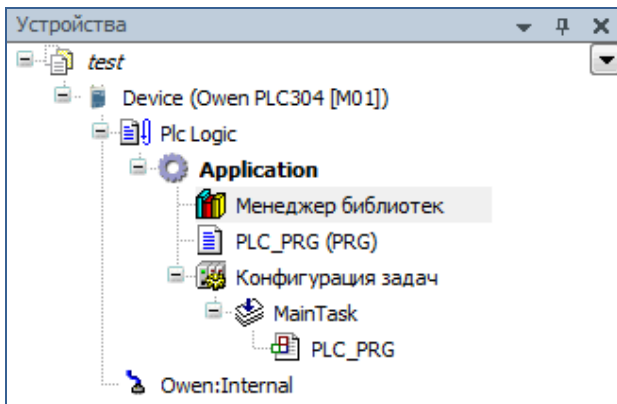 Устройства
test
Device (Owen PLC304 [M01])
Plc Logic
Application
Менеджер библиотек
PLC_PRG (PRG)
Конфигурация задач
MainTask
PLC_PRG
Owen:Internal